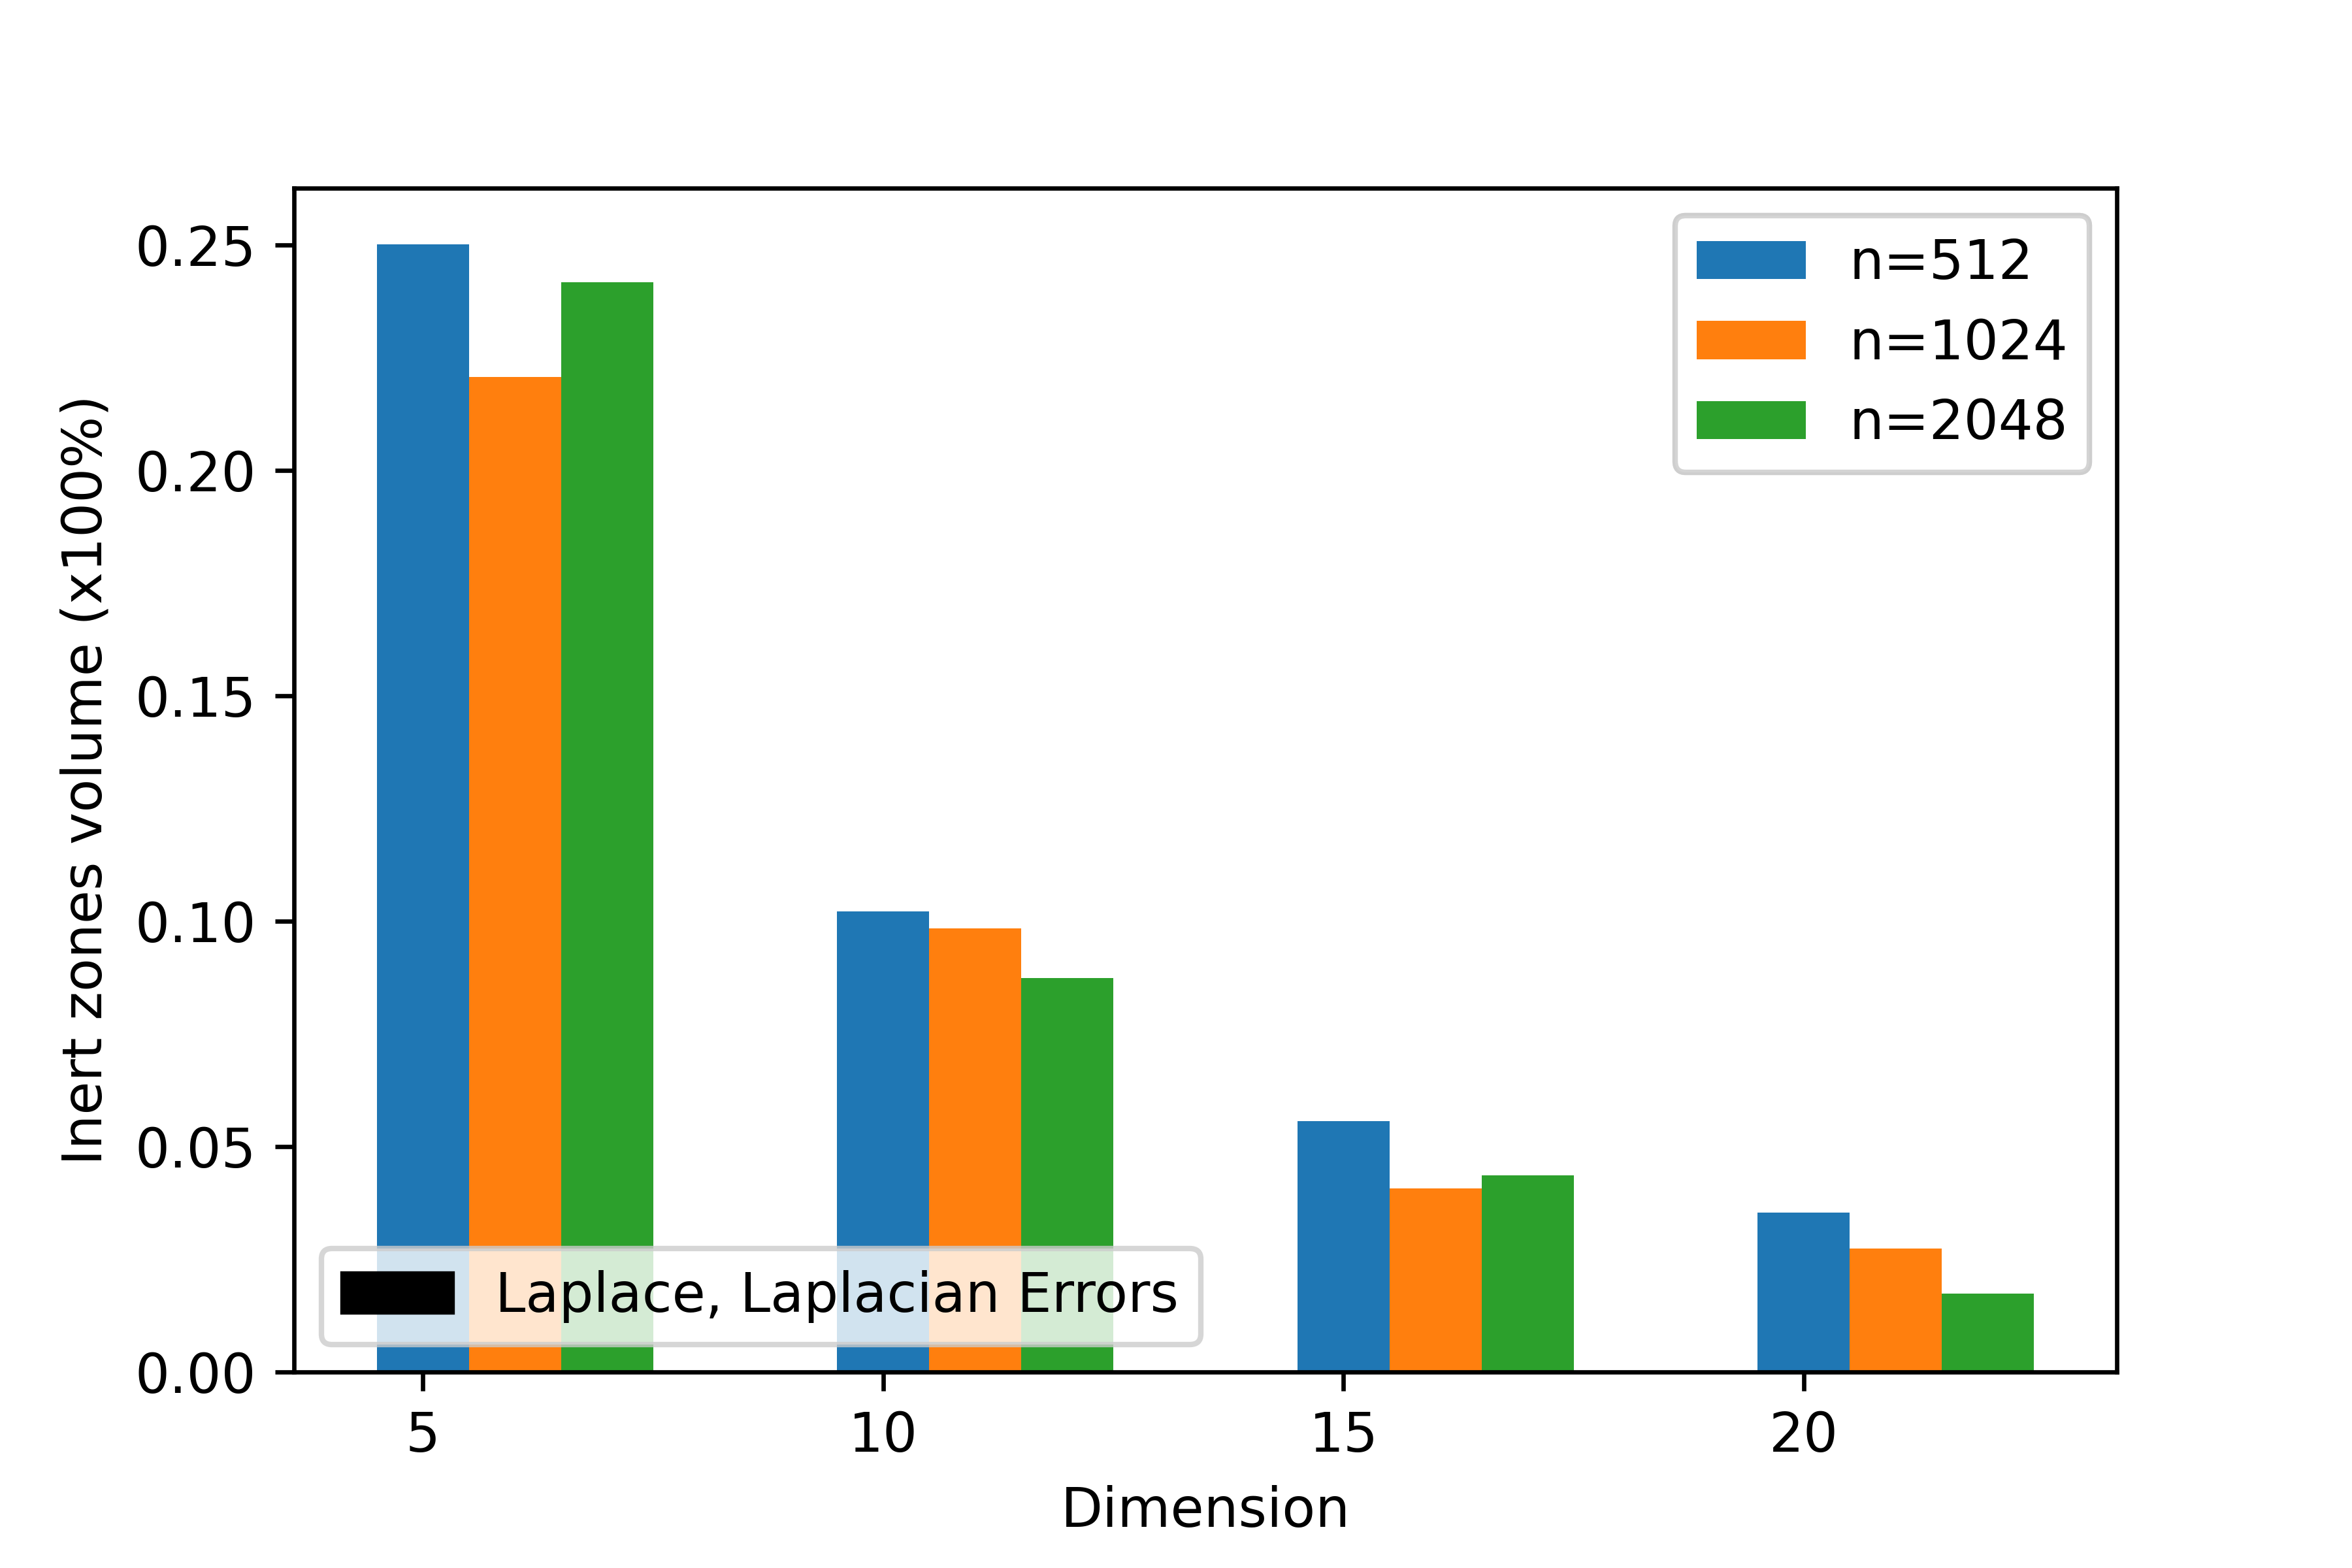 n=512
n=1024
n=2048
Inert zones volume (x100%)
0.25
0.20
0.15
0.10
0.05
0.00
Laplace, Laplacian Errors
5
10
15
20
Dimension